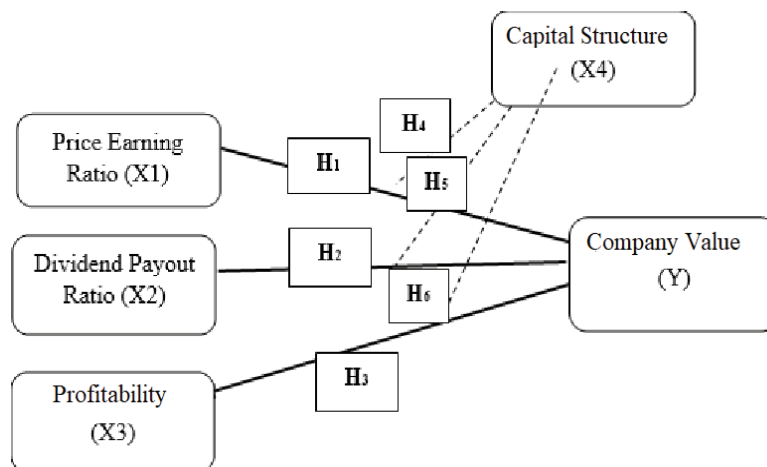 Capital Structure
(X4)
H4
Price Earning
Ratio (X1)
H1
H5
H2
Dividend Payout
Ratio (X2)
Company Value
(Y)
H6
H3
Profitability
(X3)